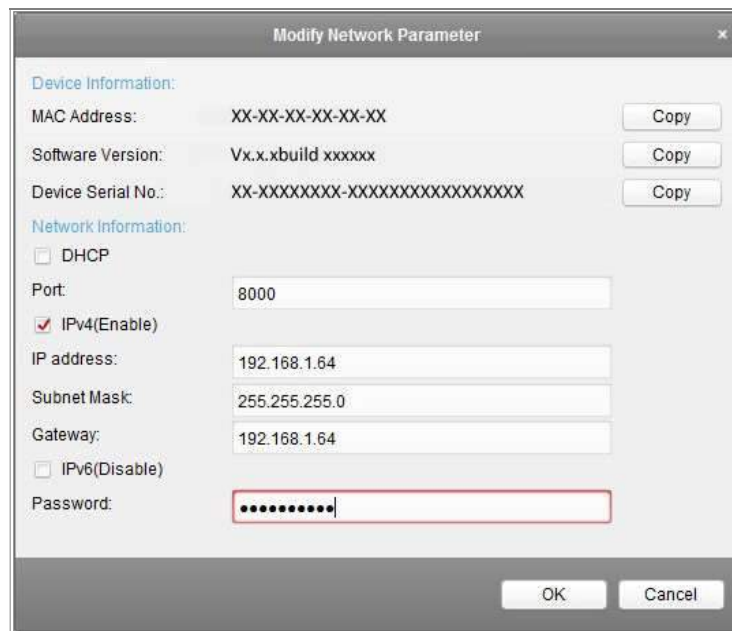 Modify Network Parameter ×
Device Information:
MAC Address: XX-XX-XX-XX-XX-XX Copy
Software Version: Vx.x.xbuild xxxxxx Copy
Device Serial No.: XX-XXXXXXXX-XXXXXXXXXXXXXXXXX Copy
Network Information:
DHCP
Port: 8000
IPv4(Enable)
IP address: 192.168.1.64
Subnet Mask: 255.255.255.0
Gateway: 192.168.1.64
IPv6(Disable)
Password: ●●●●●●●●●●
OK Cancel